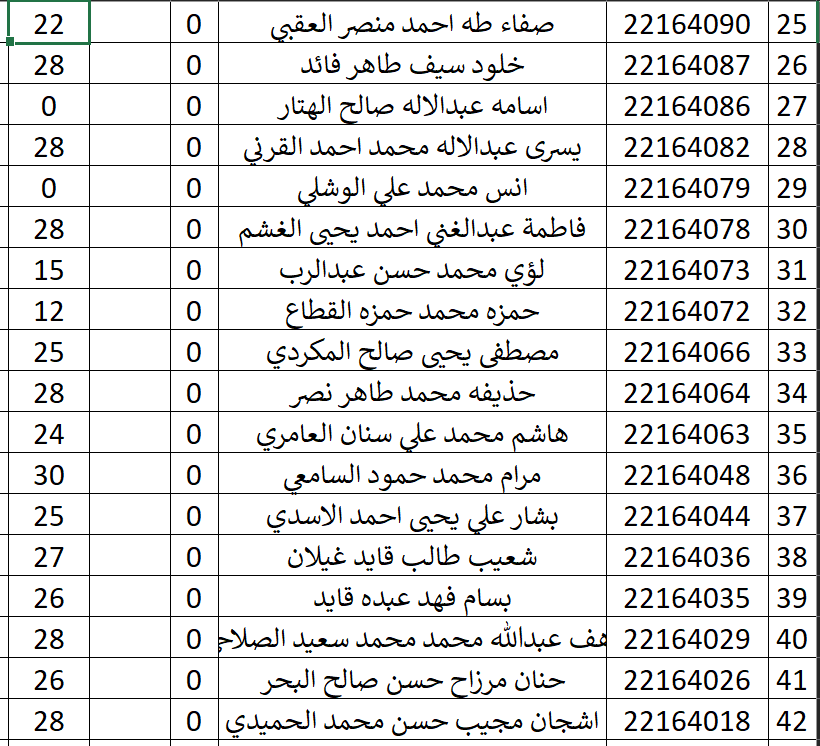 25 22164090 صفاء طه احمد منصر العقبي 0 22
26 22164087 خلود سيف طاهر فائد 0 28
27 22164086 اسامه عبدالاله صالح الهتار 0 0
28 22164082 يسرى عبدالاله محمد احمد القرني 0 28
29 22164079 انس محمد علي الوشلي 0 0
30 22164078 فاطمة عبدالغني احمد يحيى الغشم 0 28
31 22164073 لؤي محمد حسن عبدالرب 0 15
32 22164072 حمزه محمد حمزه القطاع 0 12
33 22164066 مصطفى يحيى صالح المكردي 0 25
34 22164064 حذيفه محمد طاهر نصر 0 28
35 22164063 هاشم محمد علي سنان العامري 0 24
36 22164048 مرام محمد حمود السامعي 0 30
37 22164044 بشار علي يحيى احمد الاسدي 0 25
38 22164036 شعيب طالب قايد غيلان 0 27
39 22164035 بسام فهد عبده قايد 0 26
40 22164029 عبدالله محمد محمد سعيد 0 28
41 22164026 حنان مرزاح حسن صالح البحر 0 26
42 22164018 اشجان مجيب حسن محمد الحميدي 0 28